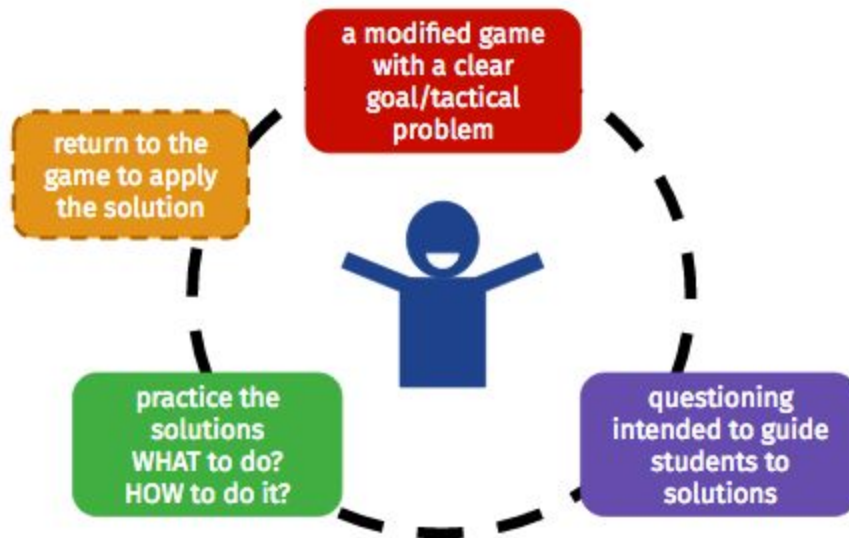 a modified game
with a clear
goal/tactical
problem
return to the
game to apply
the solution
practice the
solutions
WHAT to do?
HOW to do it?
questioning
intended to guide
students to
solutions